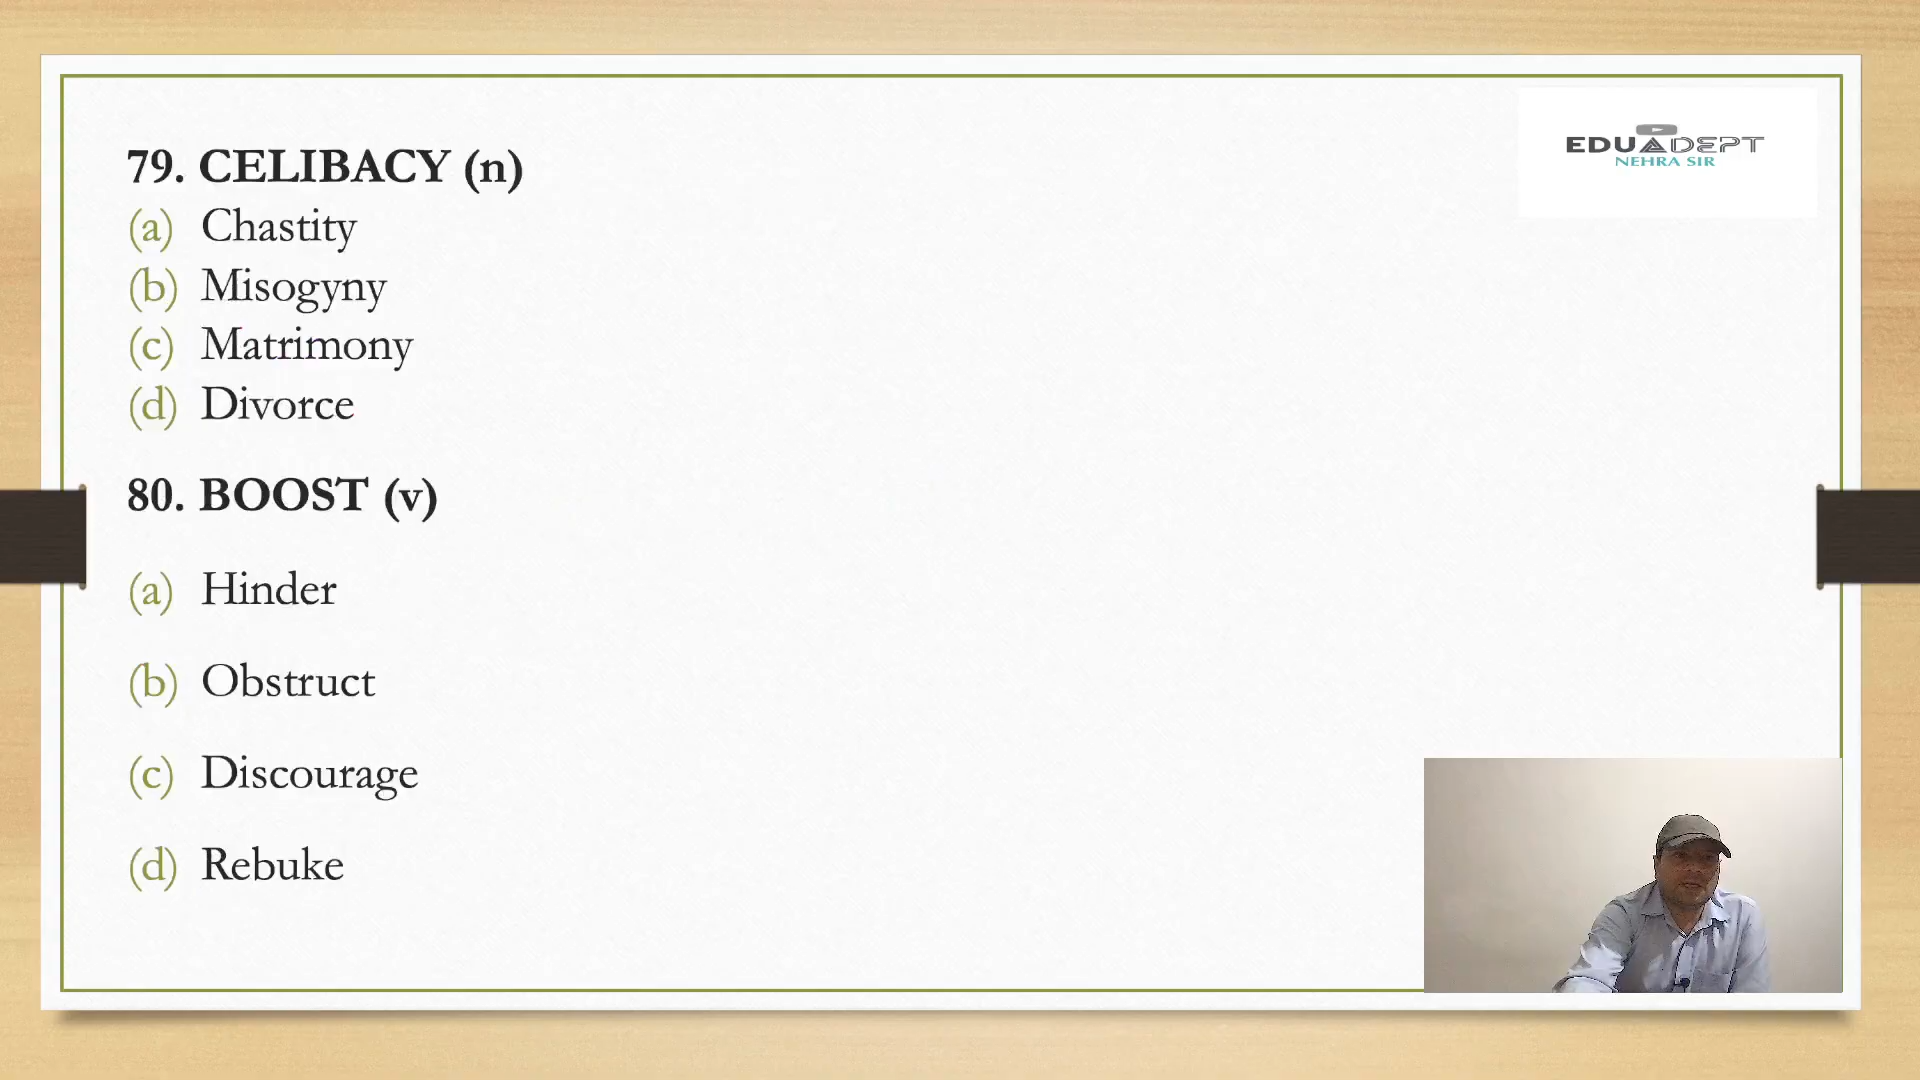 EDUADEPT
NEHRA SIR
79. CELIBACY (n)
(a) Chastity
(b) Misogyny
(c) Matrimony
(d) Divorce
80. BOOST (v)
(a) Hinder
(b) Obstruct
(c) Discourage
(d) Rebuke